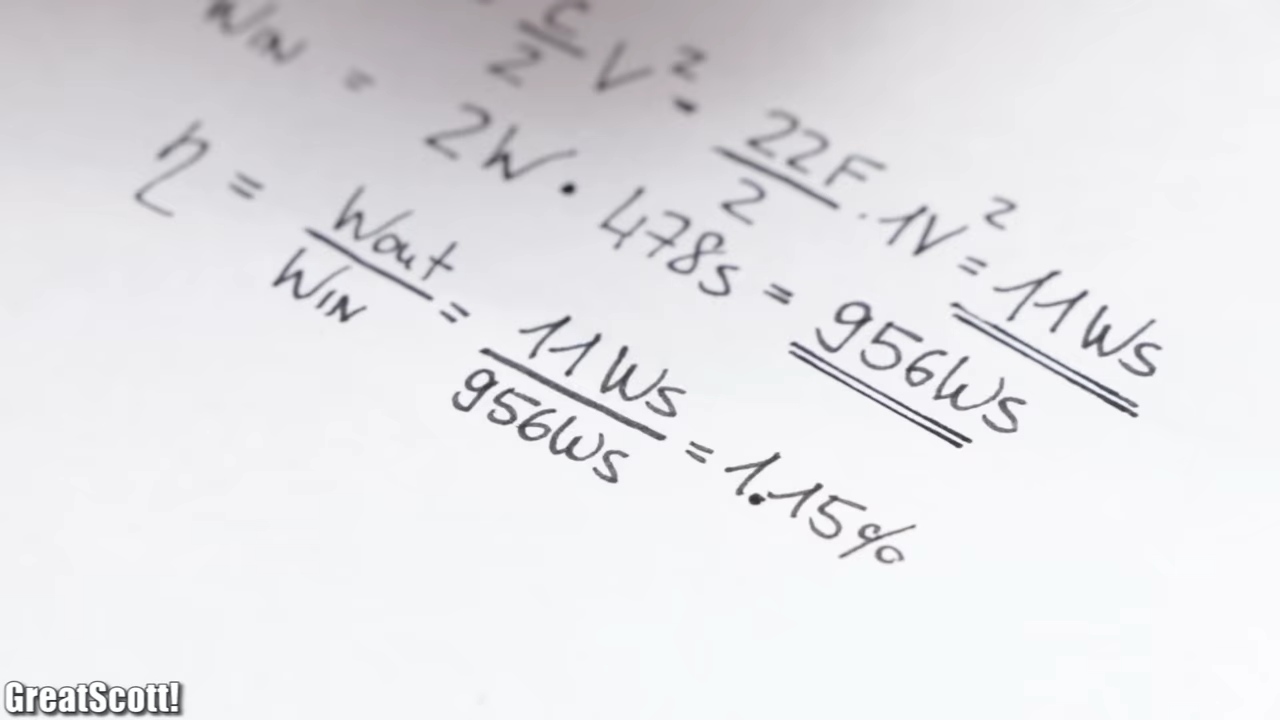 = C/2 V² = 22F/2 · 1V² = 11Ws
WIN = 2W · 478s = 956Ws
η = Wout/WIN = 11Ws/956Ws = 1.15%
GreatScott!